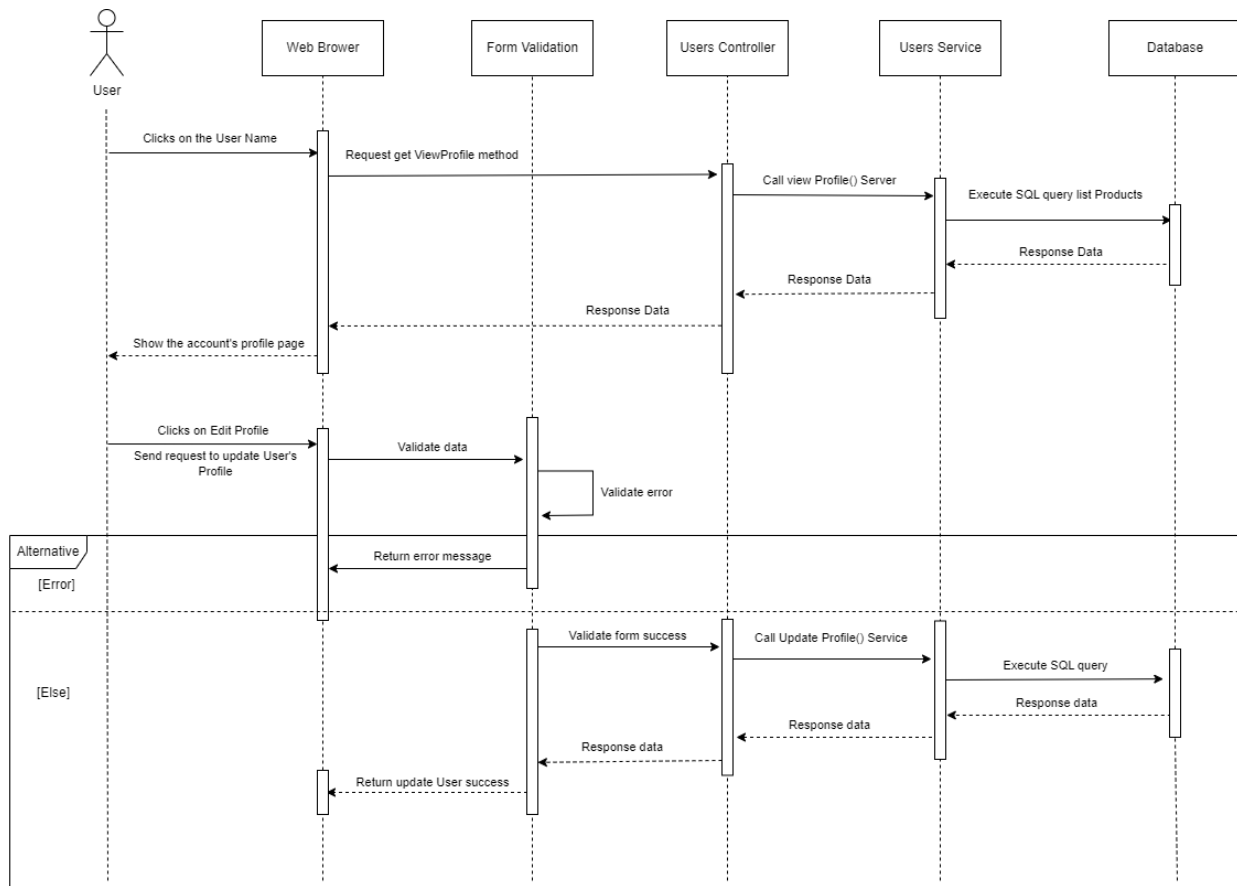 Web Brower
Form Validation
Users Controller
Users Service
Database
User
Clicks on the User Name
Request get ViewProfile method
Call view Profile() Server
Execute SQL query list Products
Response Data
Response Data
Response Data
Show the account's profile page
Clicks on Edit Profile
Send request to update User's
Profile
Validate data
Validate error
Alternative
Return error message
[Error]
Validate form success
Call Update Profile() Service
Execute SQL query
[Else]
Response data
Response data
Response data
Return update User success